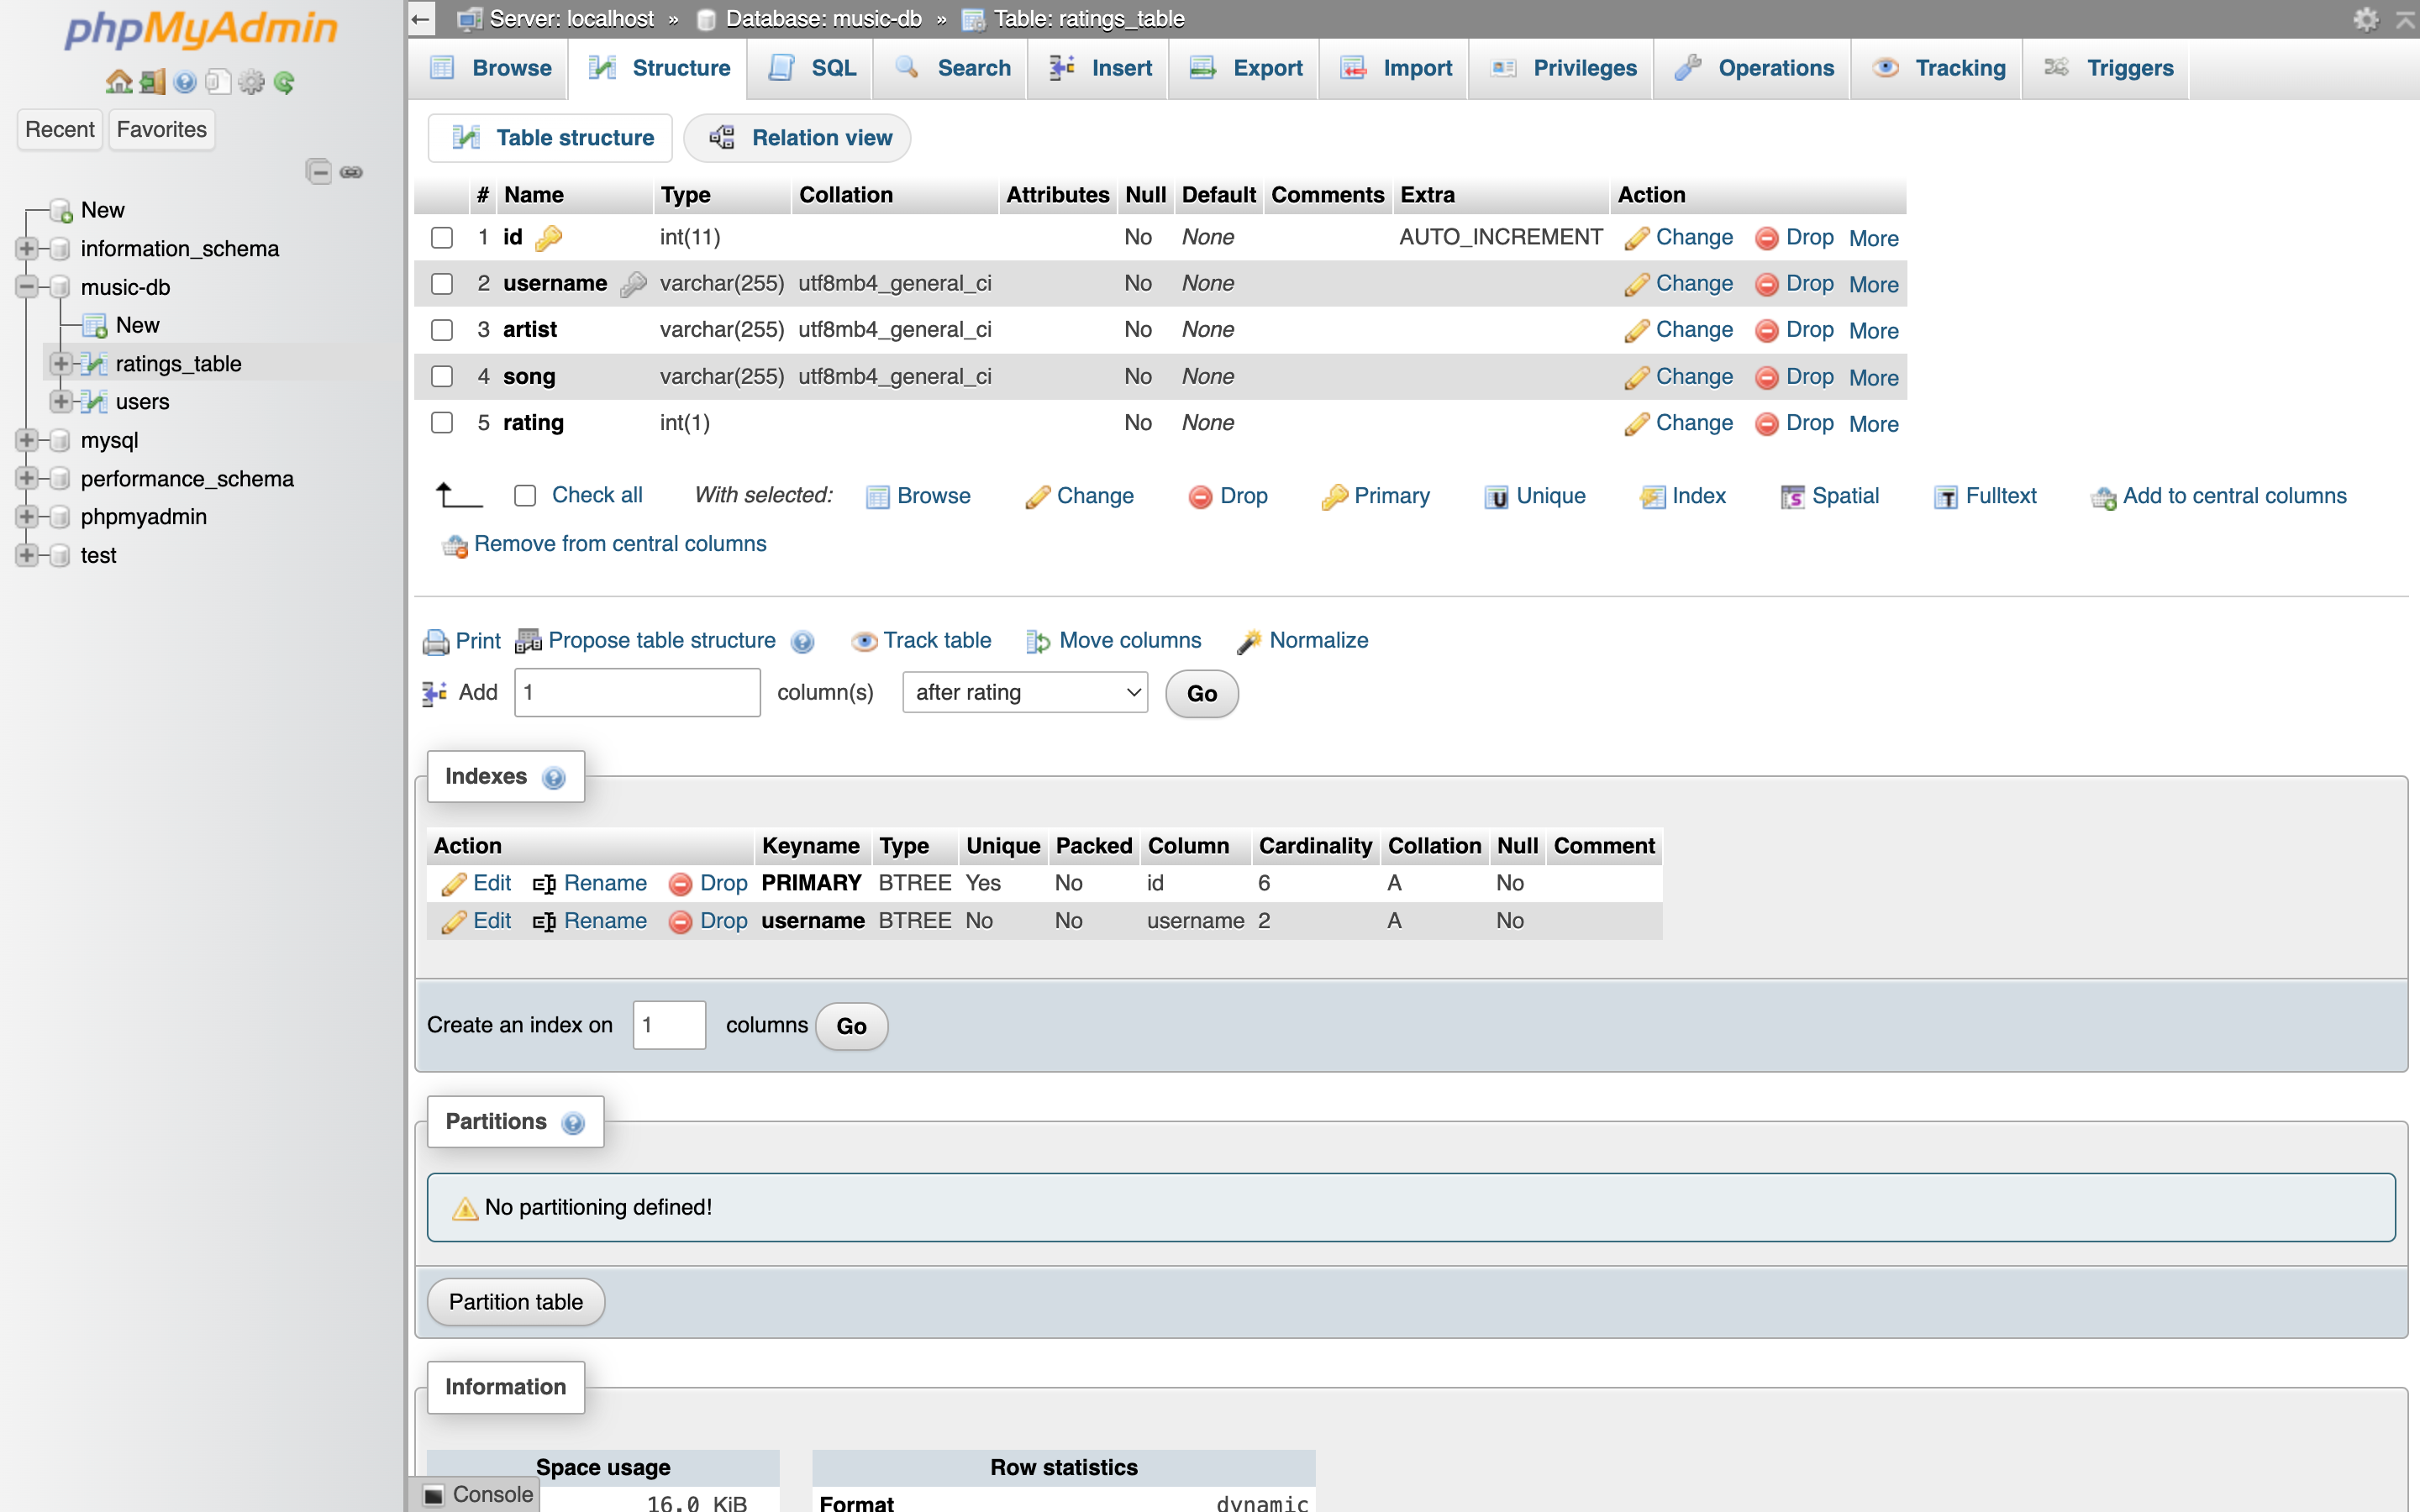 phpMyAdmin
Recent Favorites
New
information_schema
music-db
New
ratings_table
users
mysql
performance_schema
phpmyadmin
test
Server: localhost » Database: music-db » Table: ratings_table
Browse Structure SQL Search Insert Export Import Privileges Operations Tracking Triggers
Table structure Relation view
# Name Type Collation Attributes Null Default Comments Extra Action
1 id int(11) No None AUTO_INCREMENT Change Drop More
2 username varchar(255) utf8mb4_general_ci No None Change Drop More
3 artist varchar(255) utf8mb4_general_ci No None Change Drop More
4 song varchar(255) utf8mb4_general_ci No None Change Drop More
5 rating int(1) No None Change Drop More
Check all With selected: Browse Change Drop Primary Unique Index Spatial Fulltext Add to central columns
Remove from central columns
Print Propose table structure Track table Move columns Normalize
Add 1 column(s) after rating Go
Indexes
Action Keyname Type Unique Packed Column Cardinality Collation Null Comment
Edit Rename Drop PRIMARY BTREE Yes No id 6 A No
Edit Rename Drop username BTREE No No username 2 A No
Create an index on 1 columns Go
Partitions
No partitioning defined!
Partition table
Information
Space usage Row statistics
Console 16.0 KiB Format dynamic